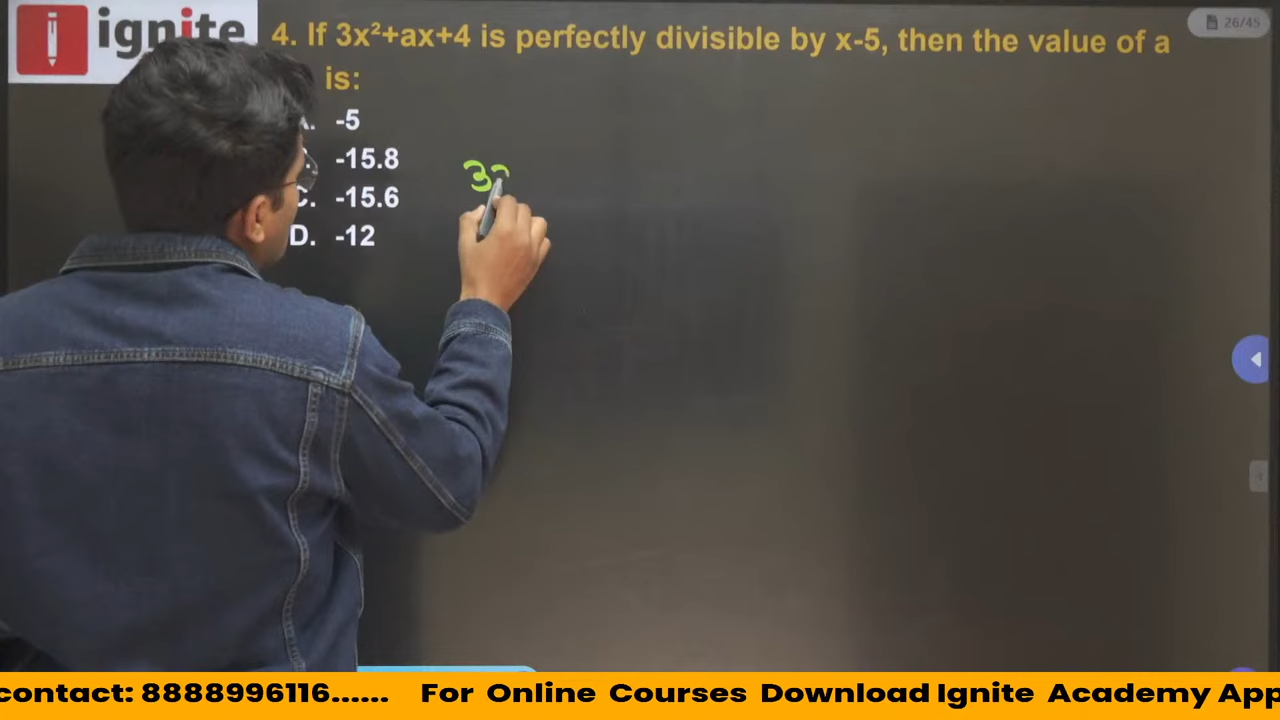 ignite
26/45
4. If 3x²+ax+4 is perfectly divisible by x-5, then the value of a
is:
-5
-15.8
C. -15.6
D. -12
3
contact: 8888996116...... For Online Courses Download Ignite Academy App